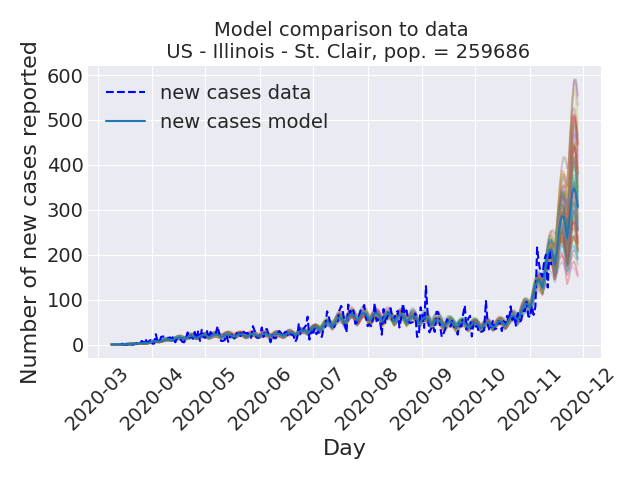 Model comparison to data
US - Illinois - St. Clair, pop. = 259686
Number of new cases reported
600
500
400
300
200
100
0
new cases data
new cases model
2020-03
2020-04
2020-05
2020-06
2020-07
2020-08
2020-09
2020-10
2020-11
2020-12
Day